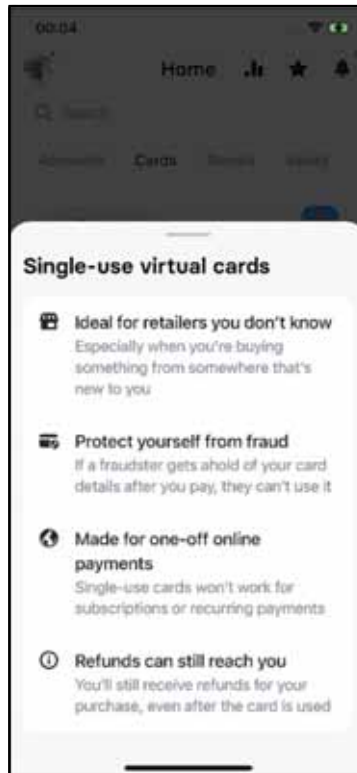 00:04
Home
Search
Accounts Cards Stocks
Single-use virtual cards
Ideal for retailers you don't know
Especially when you're buying
something from somewhere that's
new to you
Protect yourself from fraud
If a fraudster gets ahold of your card
details after you pay, they can't use it
Made for one-off online
payments
Single-use cards won't work for
subscriptions or recurring payments
Refunds can still reach you
You'll still receive refunds for your
purchase, even after the card is used